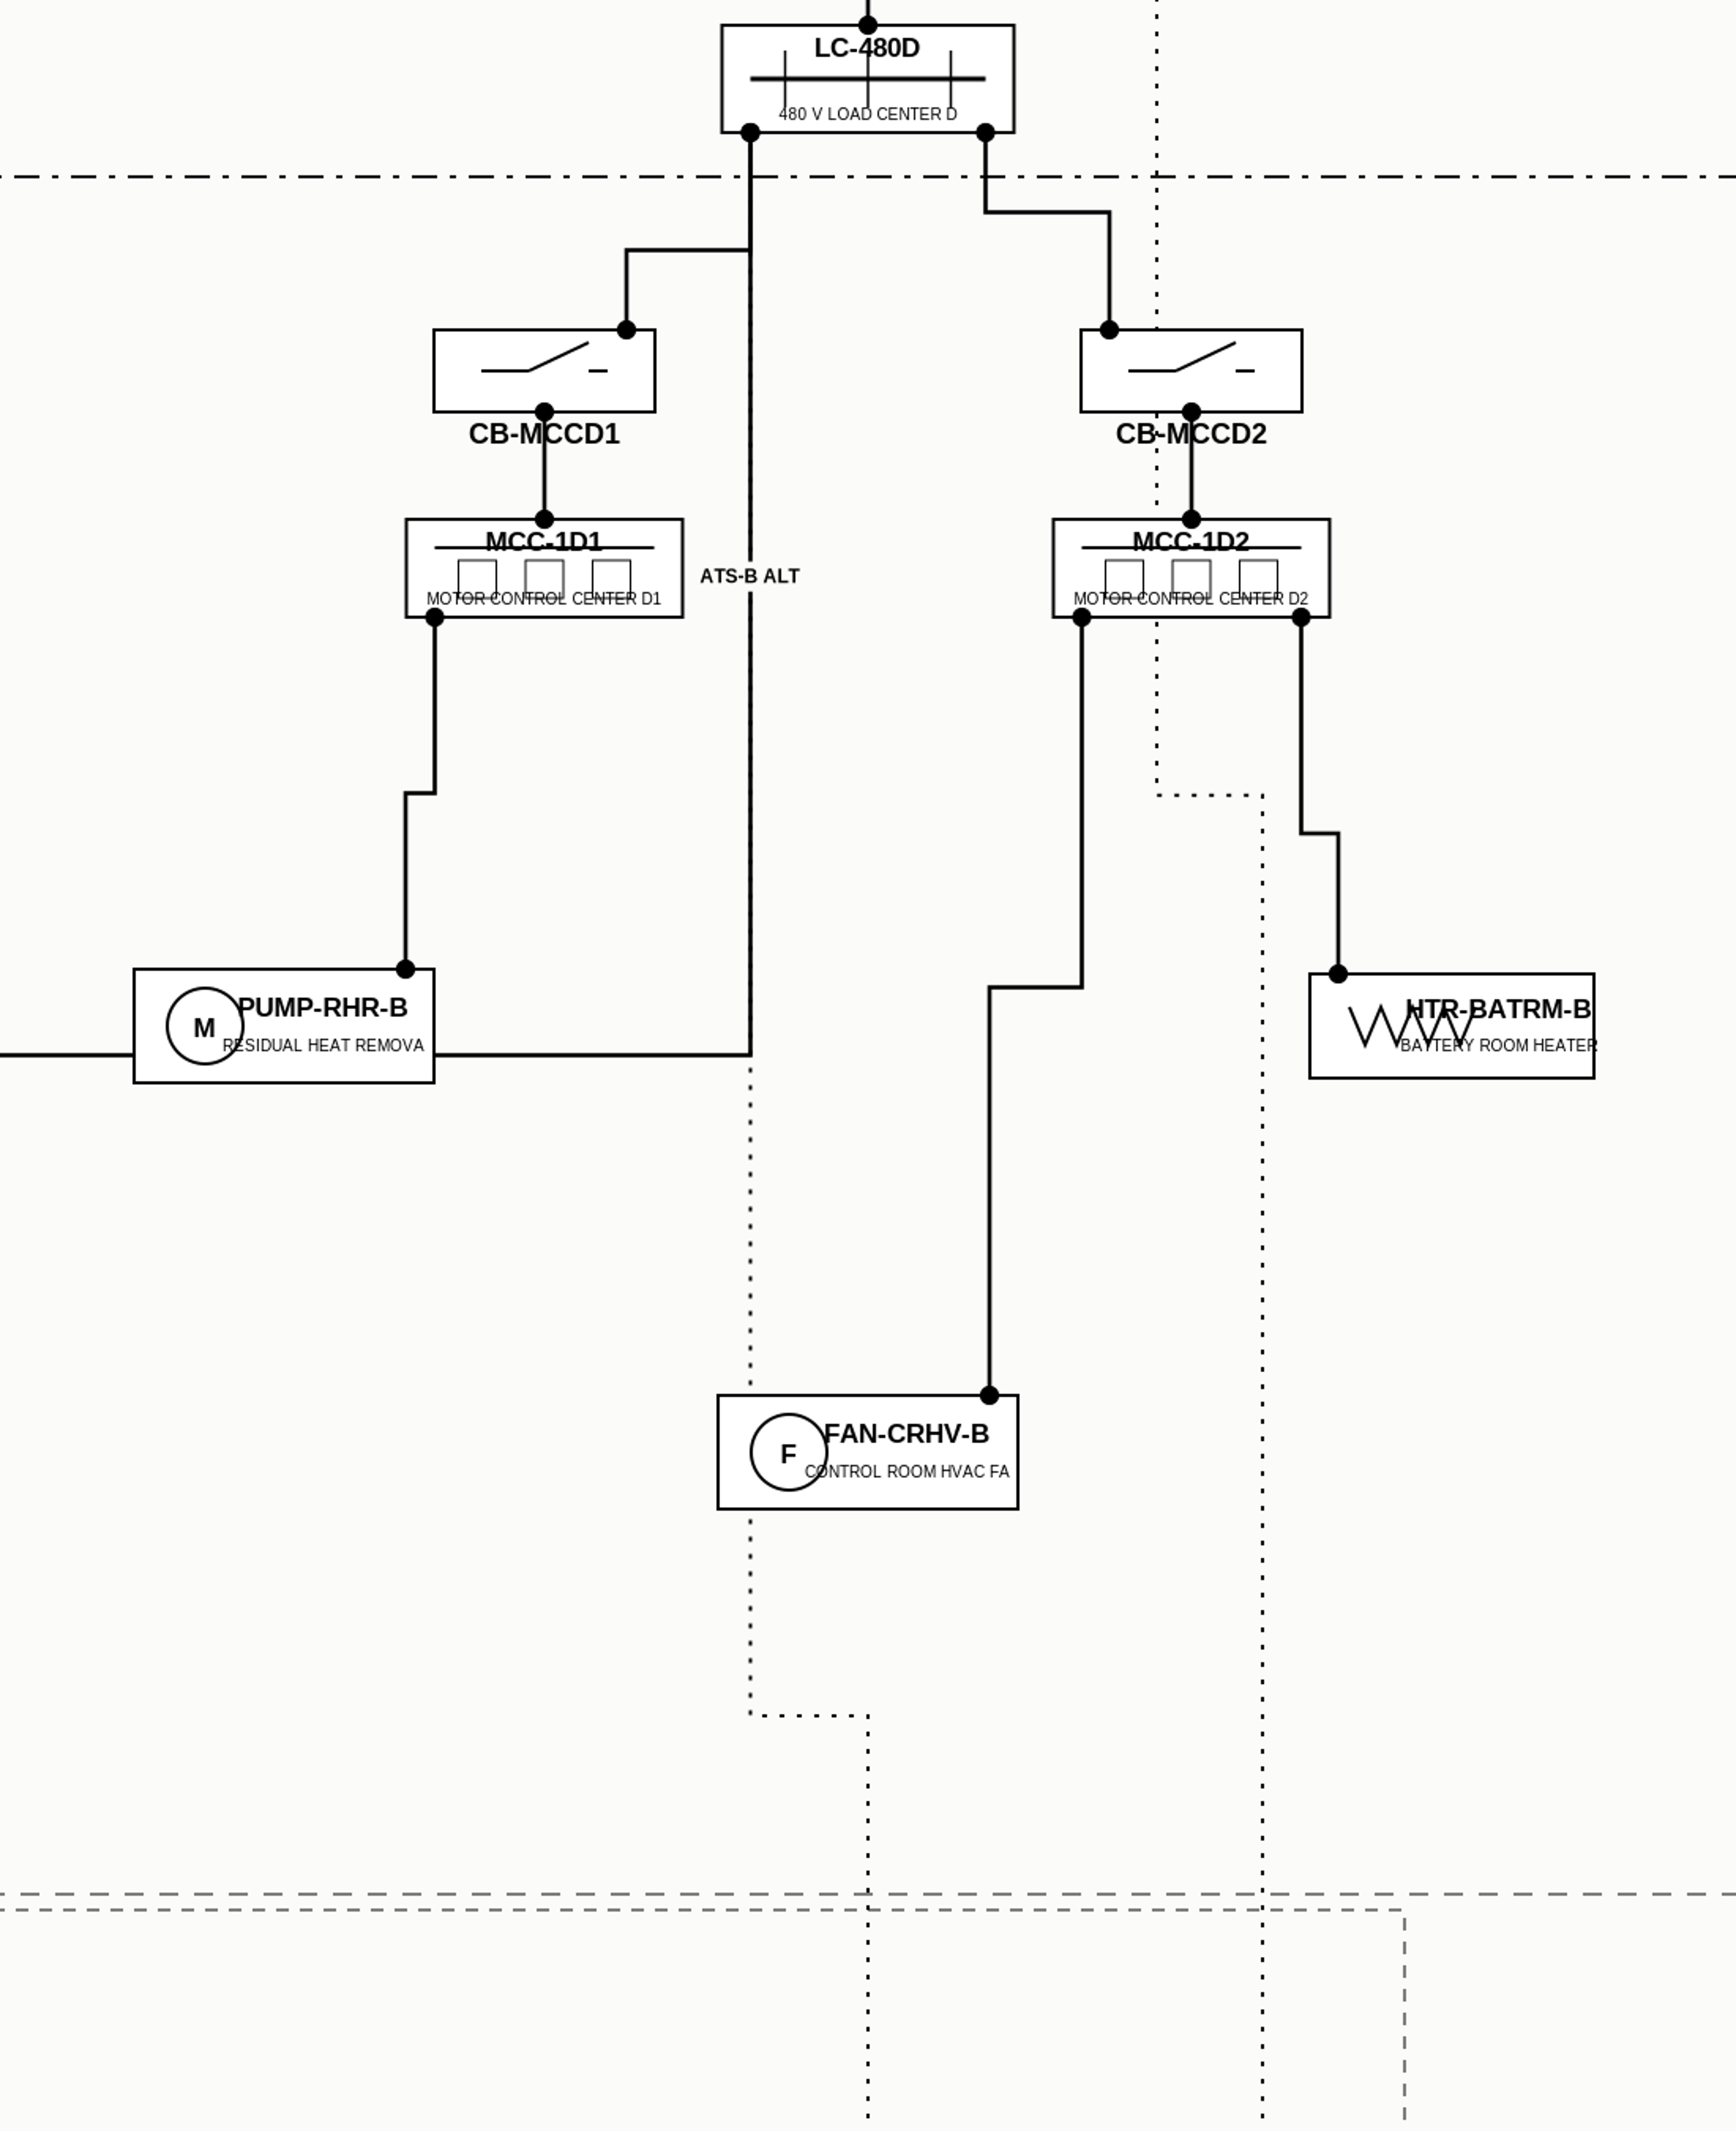 LC-480D
480 V LOAD CENTER D
CB-MCCD1
CB-MCCD2
MCC-1D1
MOTOR CONTROL CENTER D1
ATS-B ALT
MCC-1D2
MOTOR CONTROL CENTER D2
M
PUMP-RHR-B
RESIDUAL HEAT REMOVA
HTR-BATRM-B
BATTERY ROOM HEATER
F
FAN-CRHV-B
CONTROL ROOM HVAC FA